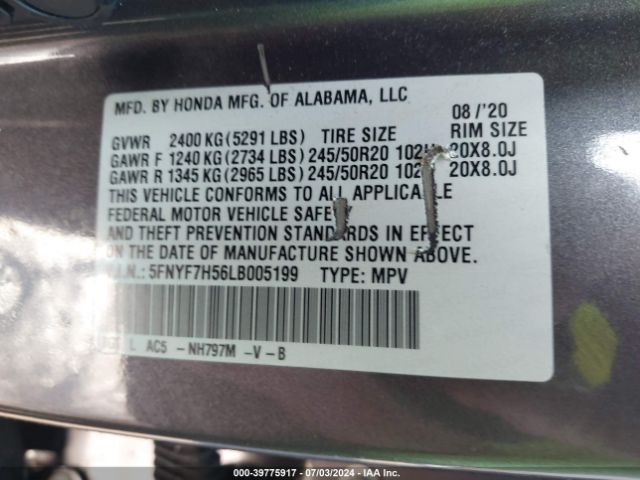 MFD. BY HONDA MFG. OF ALABAMA, LLC 08/'20
GVWR 2400 KG (5291 LBS) TIRE SIZE RIM SIZE
GAWR F 1240 KG (2734 LBS) 245/50R20 20X8.0J
GAWR R 1345 KG (2965 LBS) 245/50R20 20X8.0J
THIS VEHICLE CONFORMS TO ALL APPLICABLE
FEDERAL MOTOR VEHICLE SAFETY
AND THEFT PREVENTION STANDARDS IN EFFECT
ON THE DATE OF MANUFACTURE SHOWN ABOVE.
V.I.N.: 5FNYF7H56LB005199 TYPE: MPV
L AC5 - NH797M - V - B
00-39775917 | 07/03/2024 | IAA Inc.